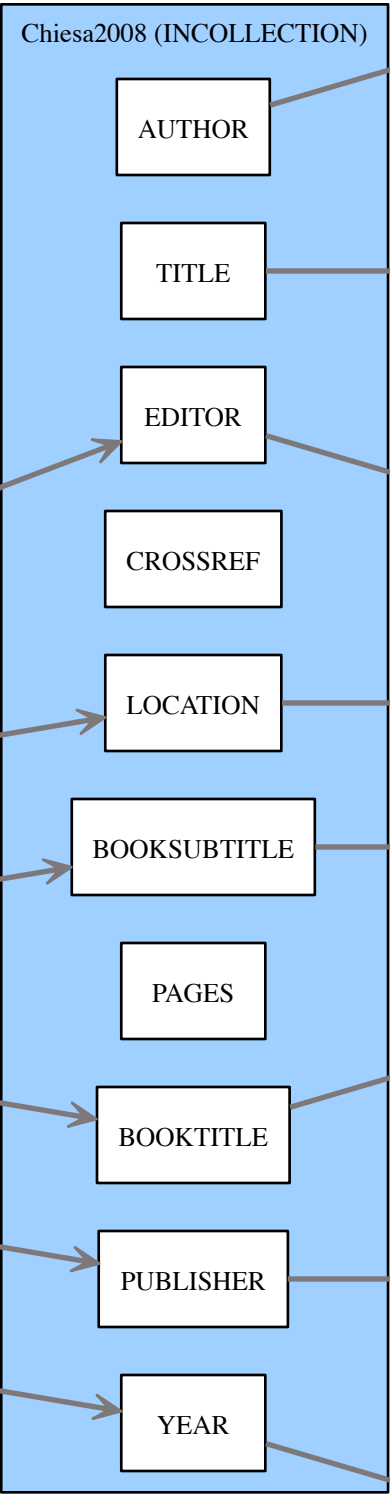 Chiesa2008 (INCOLLECTION)
AUTHOR
TITLE
EDITOR
CROSSREF
LOCATION
BOOKSUBTITLE
PAGES
BOOKTITLE
PUBLISHER
YEAR